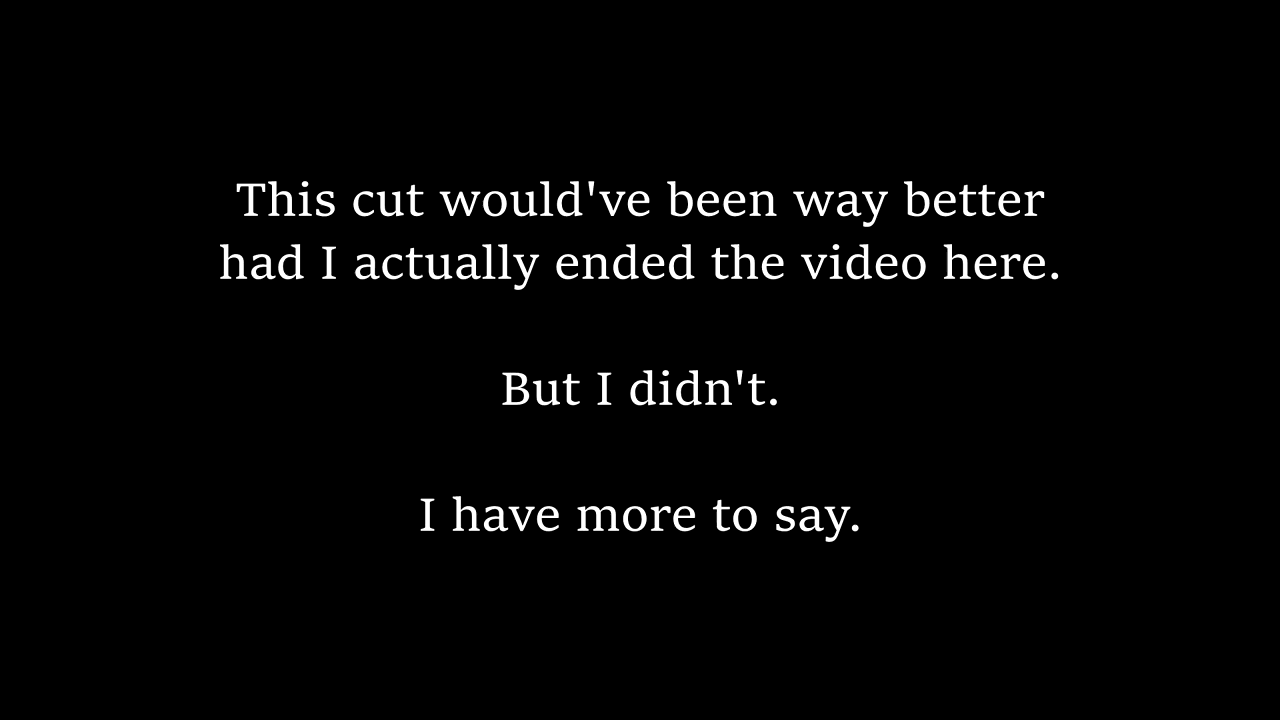 This cut would've been way better
had I actually ended the video here.
But I didn't.
I have more to say.